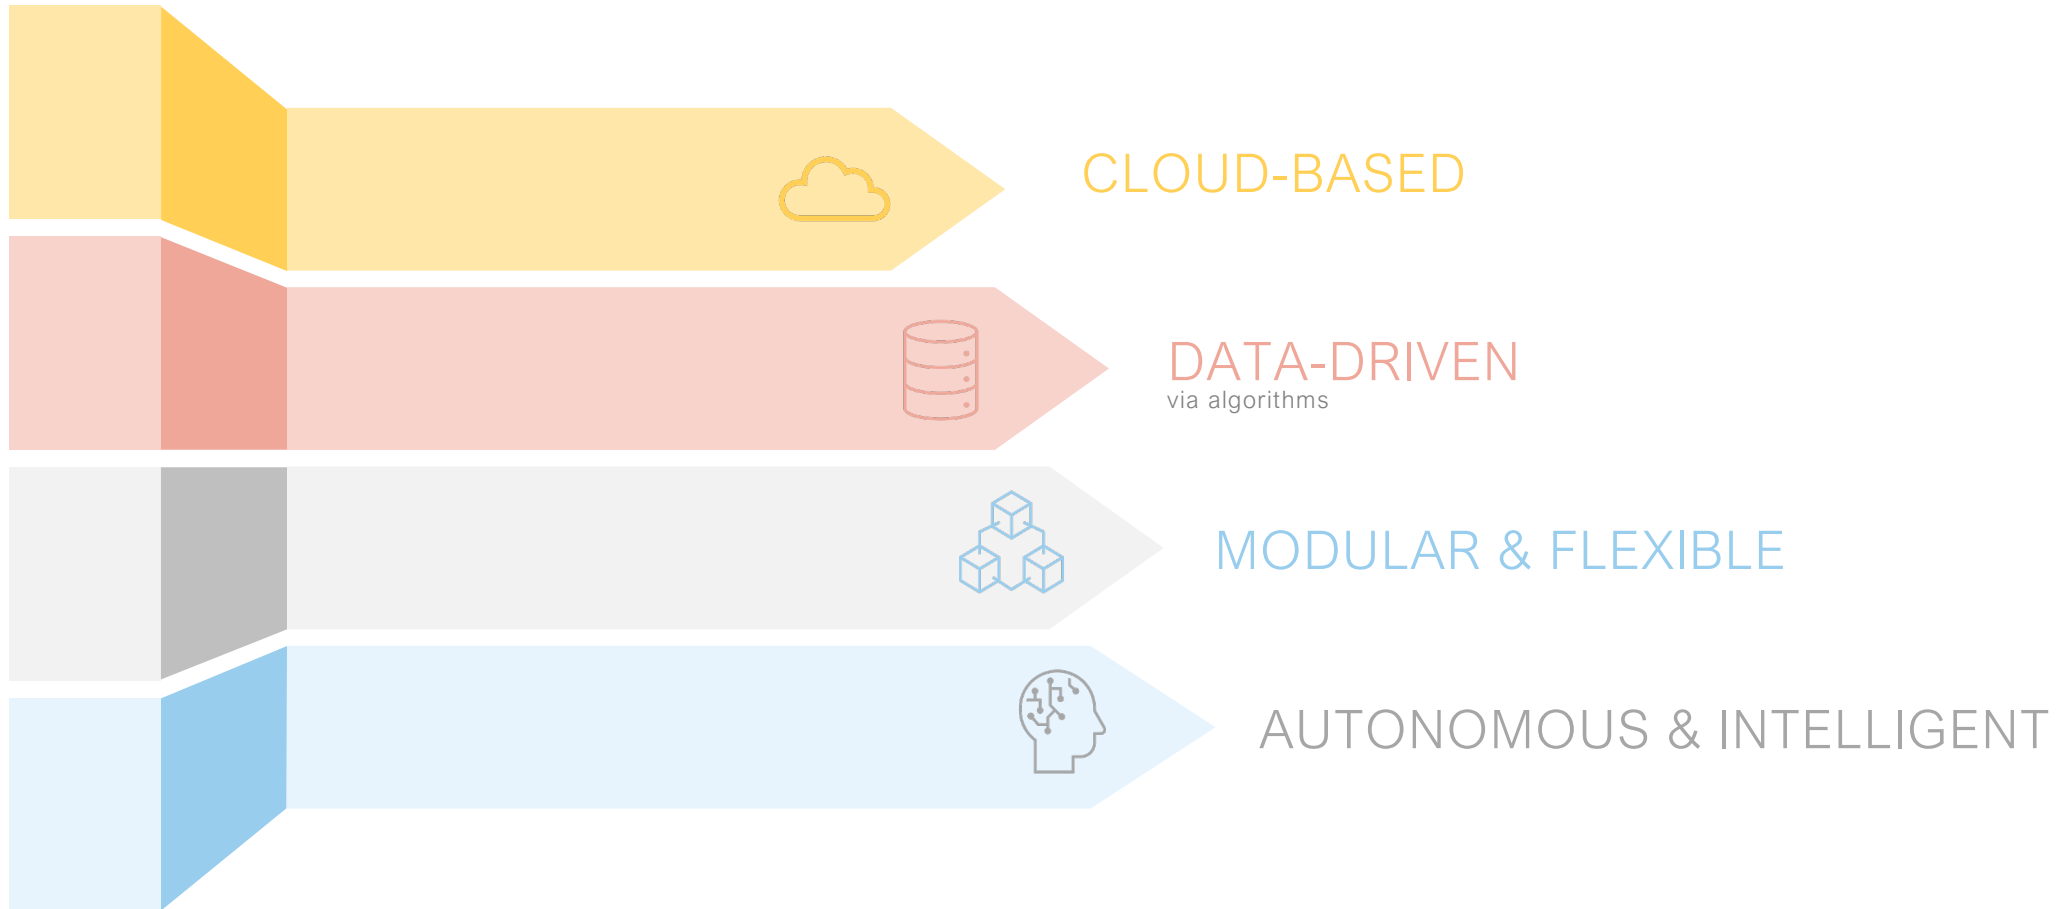 CLOUD-BASED
DATA-DRIVEN
via algorithms
MODULAR & FLEXIBLE
AUTONOMOUS & INTELLIGENT